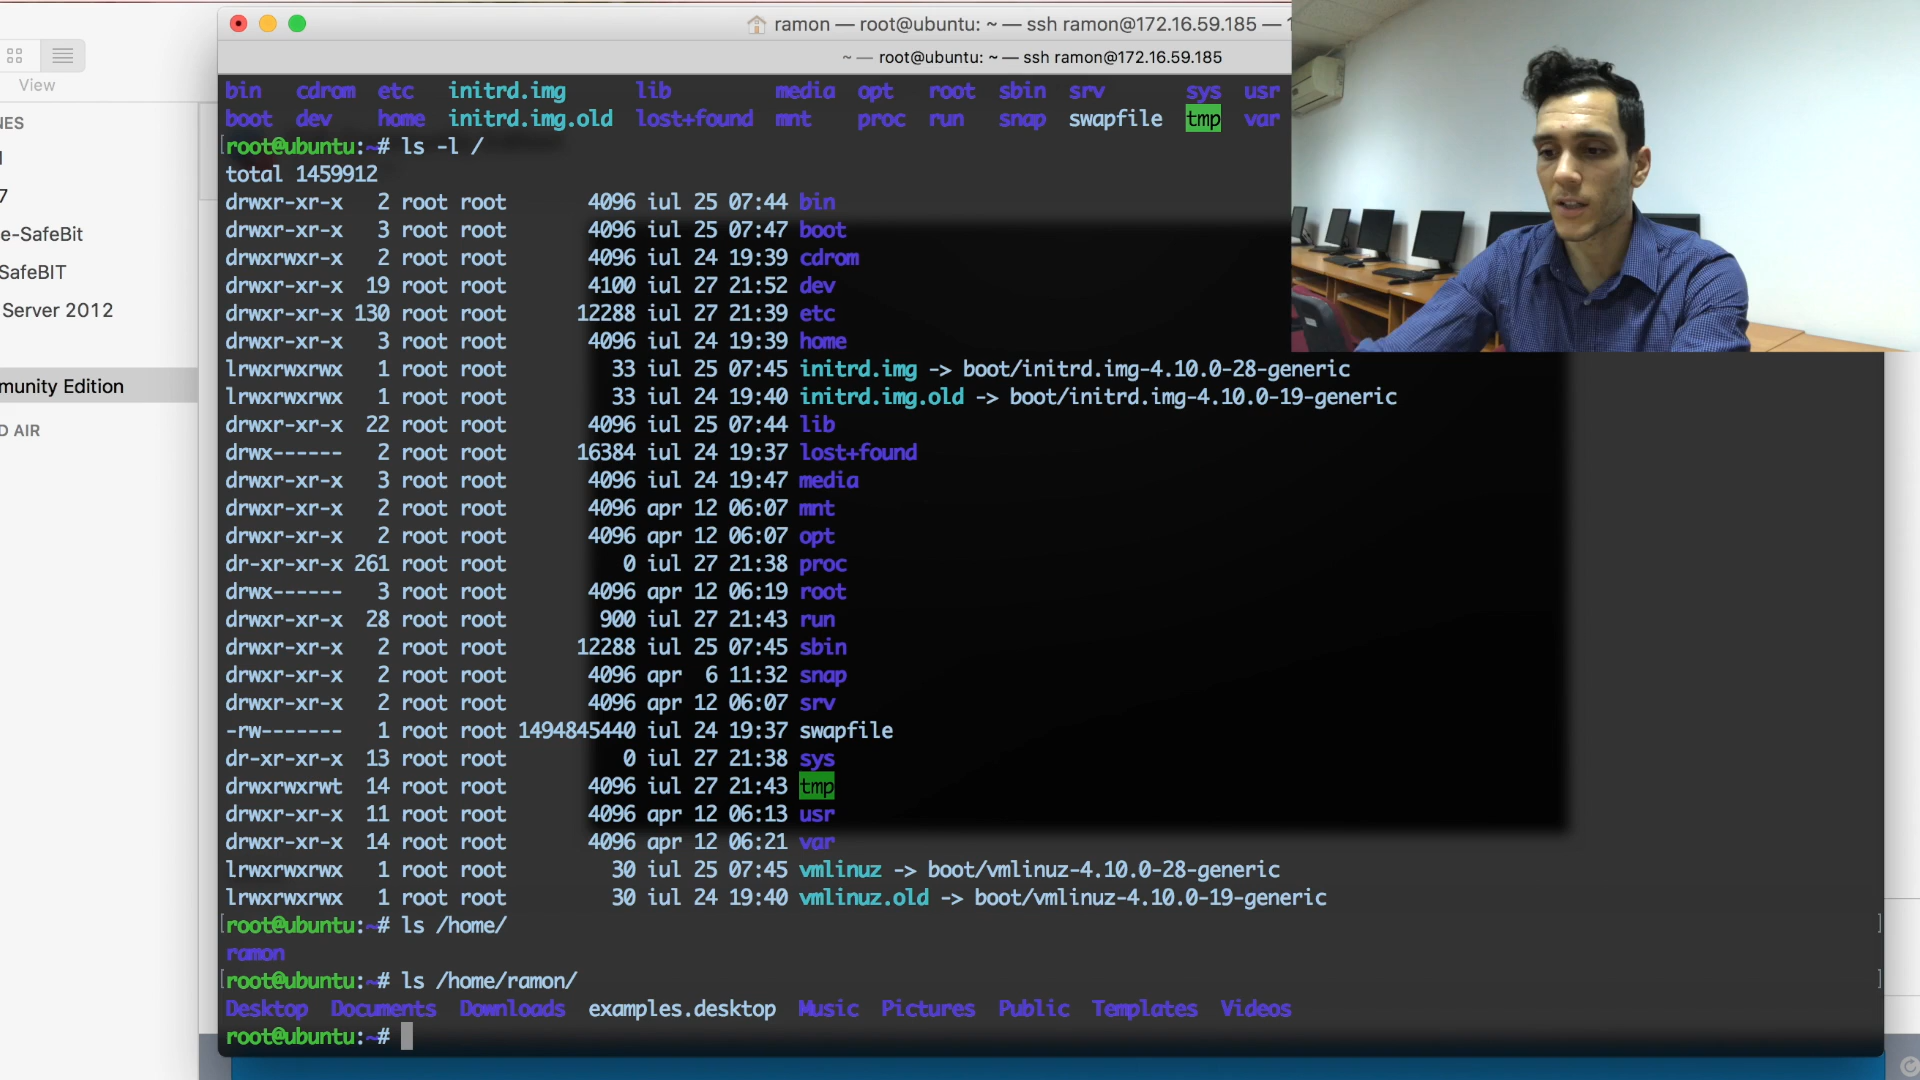 View
ramon — root@ubuntu: ~ — ssh ramon@172.16.59.185 —
~ — root@ubuntu: ~ — ssh ramon@172.16.59.185
NES
7
e-SafeBit
SafeBIT
Server 2012
munity Edition
D AIR
bin cdrom etc initrd.img lib media opt root sbin srv sys usr
boot dev home initrd.img.old lost+found mnt proc run snap swapfile tmp var
[root@ubuntu:~# ls -l /
total 1459912
drwxr-xr-x 2 root root 4096 iul 25 07:44 bin
drwxr-xr-x 3 root root 4096 iul 25 07:47 boot
drwxrwxr-x 2 root root 4096 iul 24 19:39 cdrom
drwxr-xr-x 19 root root 4100 iul 27 21:52 dev
drwxr-xr-x 130 root root 12288 iul 27 21:39 etc
drwxr-xr-x 3 root root 4096 iul 24 19:39 home
lrwxrwxrwx 1 root root 33 iul 25 07:45 initrd.img -> boot/initrd.img-4.10.0-28-generic
lrwxrwxrwx 1 root root 33 iul 24 19:40 initrd.img.old -> boot/initrd.img-4.10.0-19-generic
drwxr-xr-x 22 root root 4096 iul 25 07:44 lib
drwx------ 2 root root 16384 iul 24 19:37 lost+found
drwxr-xr-x 3 root root 4096 iul 24 19:47 media
drwxr-xr-x 2 root root 4096 apr 12 06:07 mnt
drwxr-xr-x 2 root root 4096 apr 12 06:07 opt
dr-xr-xr-x 261 root root 0 iul 27 21:38 proc
drwx------ 3 root root 4096 apr 12 06:19 root
drwxr-xr-x 28 root root 900 iul 27 21:43 run
drwxr-xr-x 2 root root 12288 iul 25 07:45 sbin
drwxr-xr-x 2 root root 4096 apr 6 11:32 snap
drwxr-xr-x 2 root root 4096 apr 12 06:07 srv
-rw------- 1 root root 1494845440 iul 24 19:37 swapfile
dr-xr-xr-x 13 root root 0 iul 27 21:38 sys
drwxrwxrwt 14 root root 4096 iul 27 21:43 tmp
drwxr-xr-x 11 root root 4096 apr 12 06:13 usr
drwxr-xr-x 14 root root 4096 apr 12 06:21 var
lrwxrwxrwx 1 root root 30 iul 25 07:45 vmlinuz -> boot/vmlinuz-4.10.0-28-generic
lrwxrwxrwx 1 root root 30 iul 24 19:40 vmlinuz.old -> boot/vmlinuz-4.10.0-19-generic
[root@ubuntu:~# ls /home/ ]
ramon
[root@ubuntu:~# ls /home/ramon/ ]
Desktop Documents Downloads examples.desktop Music Pictures Public Templates Videos
root@ubuntu:~#